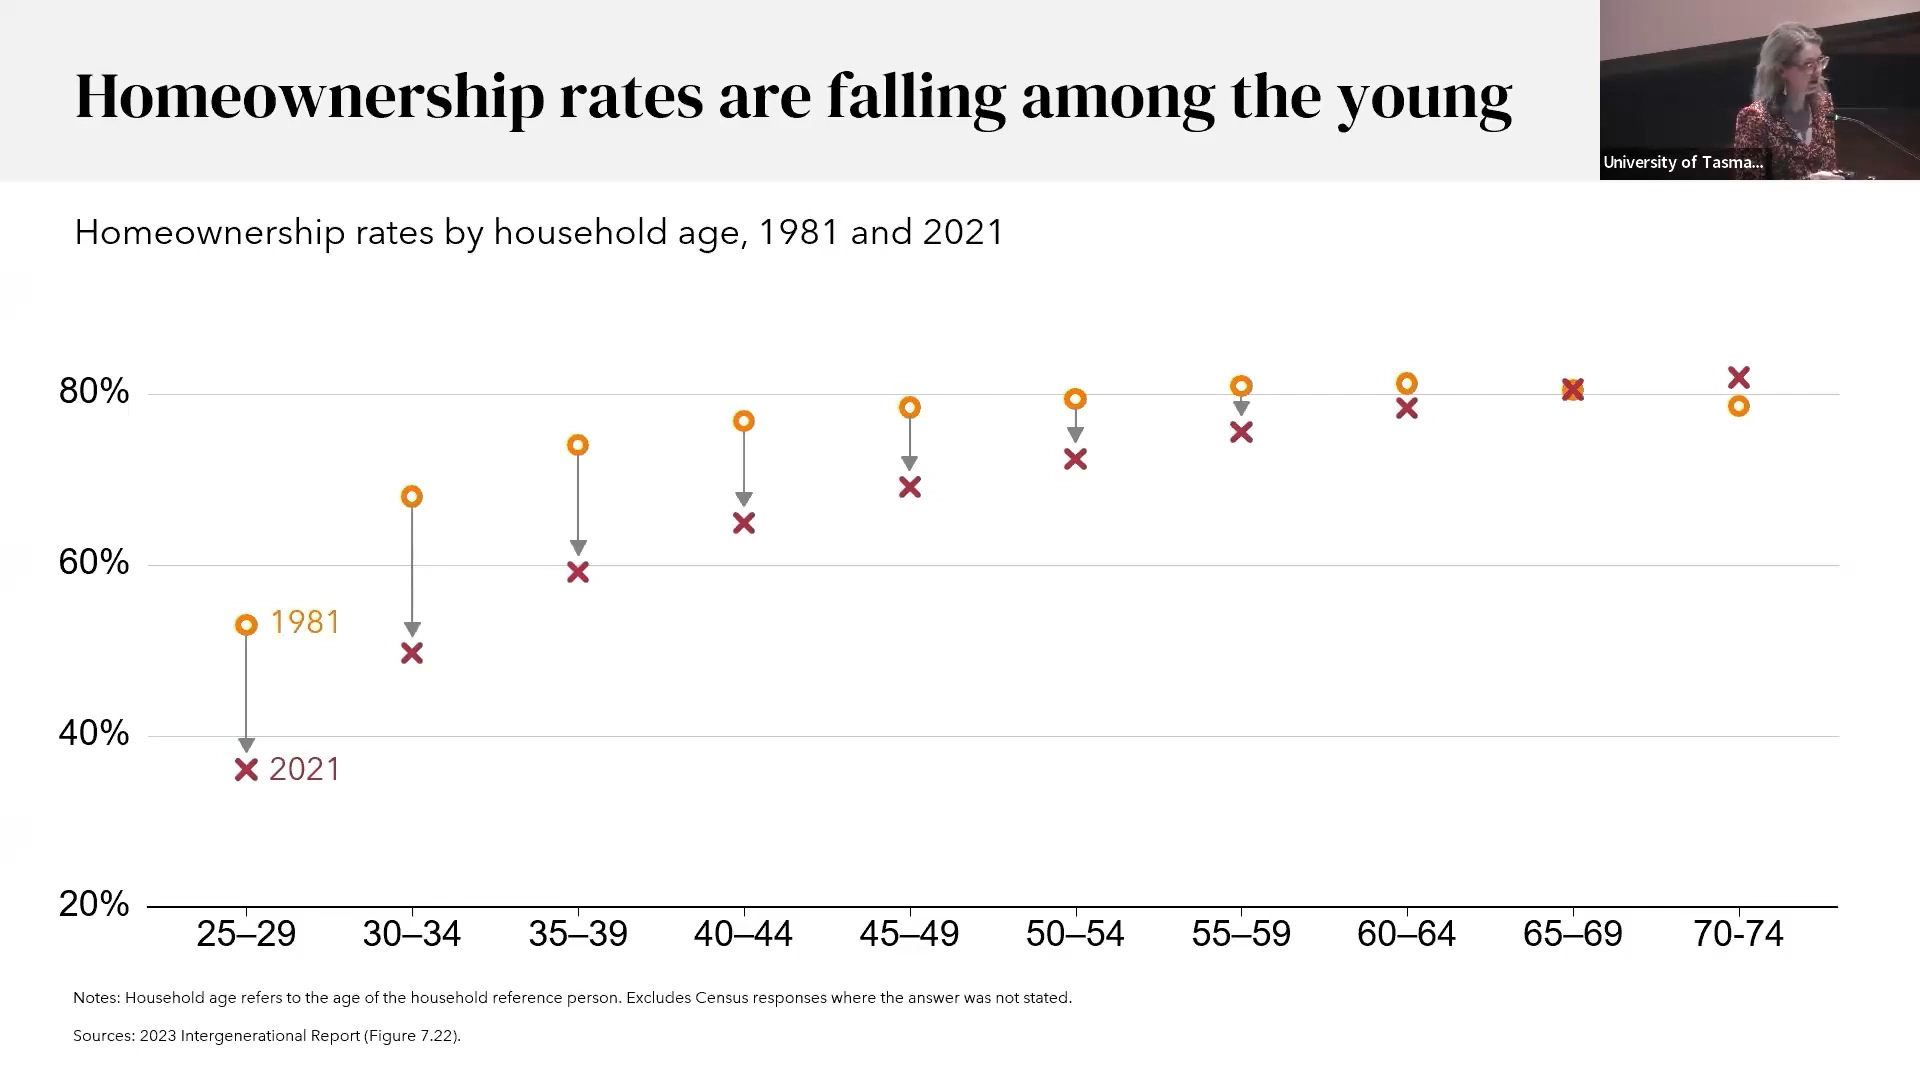 Homeownership rates are falling among the young
University of Tasma...
Homeownership rates by household age, 1981 and 2021
80%
60%
1981
40%
2021
20%
25–29 30–34 35–39 40–44 45–49 50–54 55–59 60–64 65–69 70-74
Notes: Household age refers to the age of the household reference person. Excludes Census responses where the answer was not stated.
Sources: 2023 Intergenerational Report (Figure 7.22).